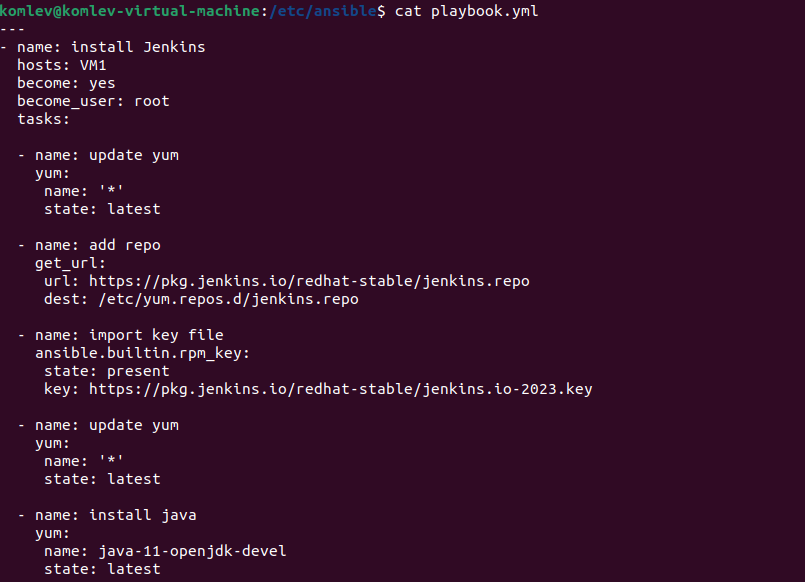 komlev@komlev-virtual-machine:/etc/ansible$ cat playbook.yml
---
- name: install Jenkins
  hosts: VM1
  become: yes
  become_user: root
  tasks:

  - name: update yum
    yum:
     name: '*'
     state: latest

  - name: add repo
    get_url:
     url: https://pkg.jenkins.io/redhat-stable/jenkins.repo
     dest: /etc/yum.repos.d/jenkins.repo

  - name: import key file
    ansible.builtin.rpm_key:
     state: present
     key: https://pkg.jenkins.io/redhat-stable/jenkins.io-2023.key

  - name: update yum
    yum:
     name: '*'
     state: latest

  - name: install java
    yum:
     name: java-11-openjdk-devel
     state: latest